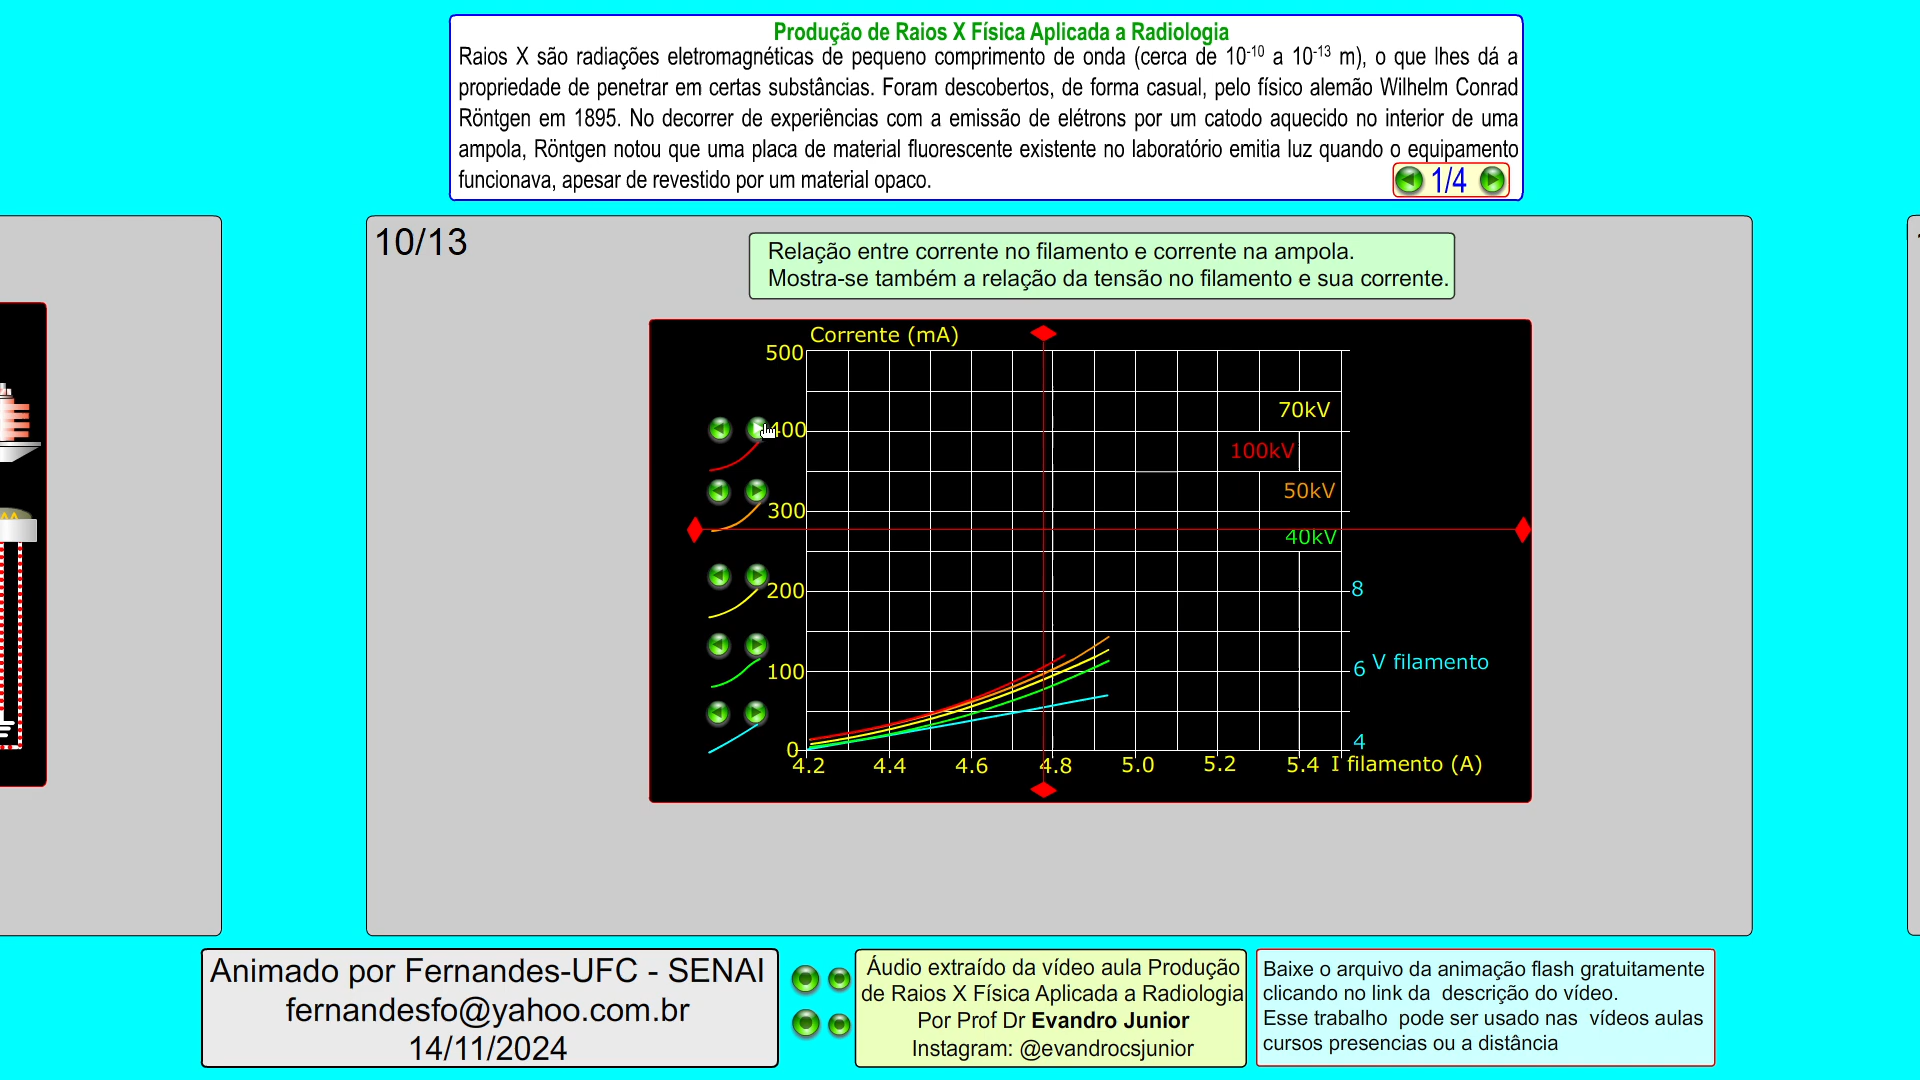 Produção de Raios X Física Aplicada a Radiologia
Raios X são radiações eletromagnéticas de pequeno comprimento de onda (cerca de 10⁻¹⁰ a 10⁻¹³ m), o que lhes dá a
propriedade de penetrar em certas substâncias. Foram descobertos, de forma casual, pelo físico alemão Wilhelm Conrad
Röntgen em 1895. No decorrer de experiências com a emissão de elétrons por um catodo aquecido no interior de uma
ampola, Röntgen notou que uma placa de material fluorescente existente no laboratório emitia luz quando o equipamento
funcionava, apesar de revestido por um material opaco.
1/4
10/13
Relação entre corrente no filamento e corrente na ampola.
Mostra-se também a relação da tensão no filamento e sua corrente.
Corrente (mA)
500
70kV
400
100kV
50kV
300
40kV
200
8
100
6 V filamento
0
4
4.2 4.4 4.6 4.8 5.0 5.2 5.4 I filamento (A)
Animado por Fernandes-UFC - SENAI
fernandesfo@yahoo.com.br
14/11/2024
Áudio extraído da vídeo aula Produção
de Raios X Física Aplicada a Radiologia
Por Prof Dr Evandro Junior
Instagram: @evandrocsjunior
Baixe o arquivo da animação flash gratuitamente
clicando no link da descrição do vídeo.
Esse trabalho pode ser usado nas vídeos aulas
cursos presencias ou a distância